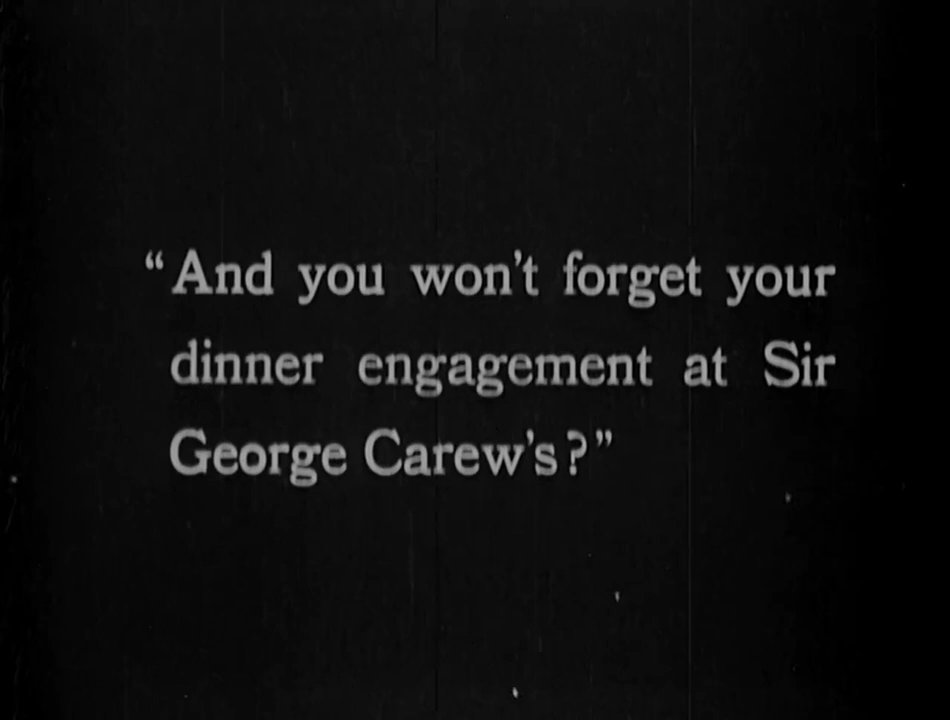 “And you won't forget your
dinner engagement at Sir
George Carew's?”